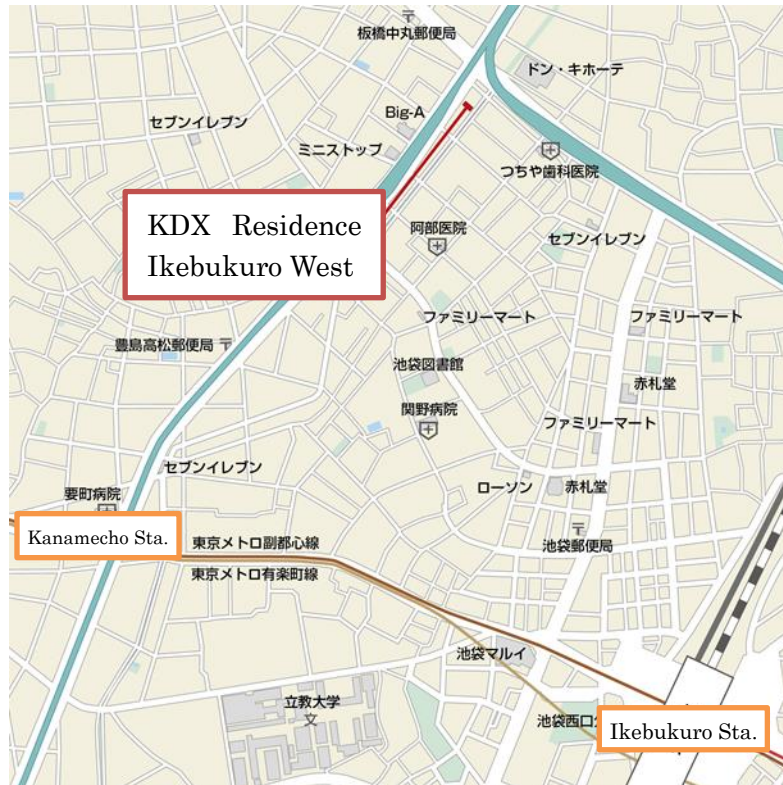 板橋中丸郵便局
ドン・キホーテ
Big-A
セブンイレブン
ミニストップ
つちや歯科医院
KDX Residence
Ikebukuro West
阿部医院
セブンイレブン
ファミリーマート
ファミリーマート
豊島高松郵便局
池袋図書館
赤札堂
関野病院
ファミリーマート
セブンイレブン
ローソン
赤札堂
要町病院
Kanamecho Sta.
東京メトロ副都心線
池袋郵便局
東京メトロ有楽町線
池袋マルイ
立教大学
文
池袋西口
Ikebukuro Sta.